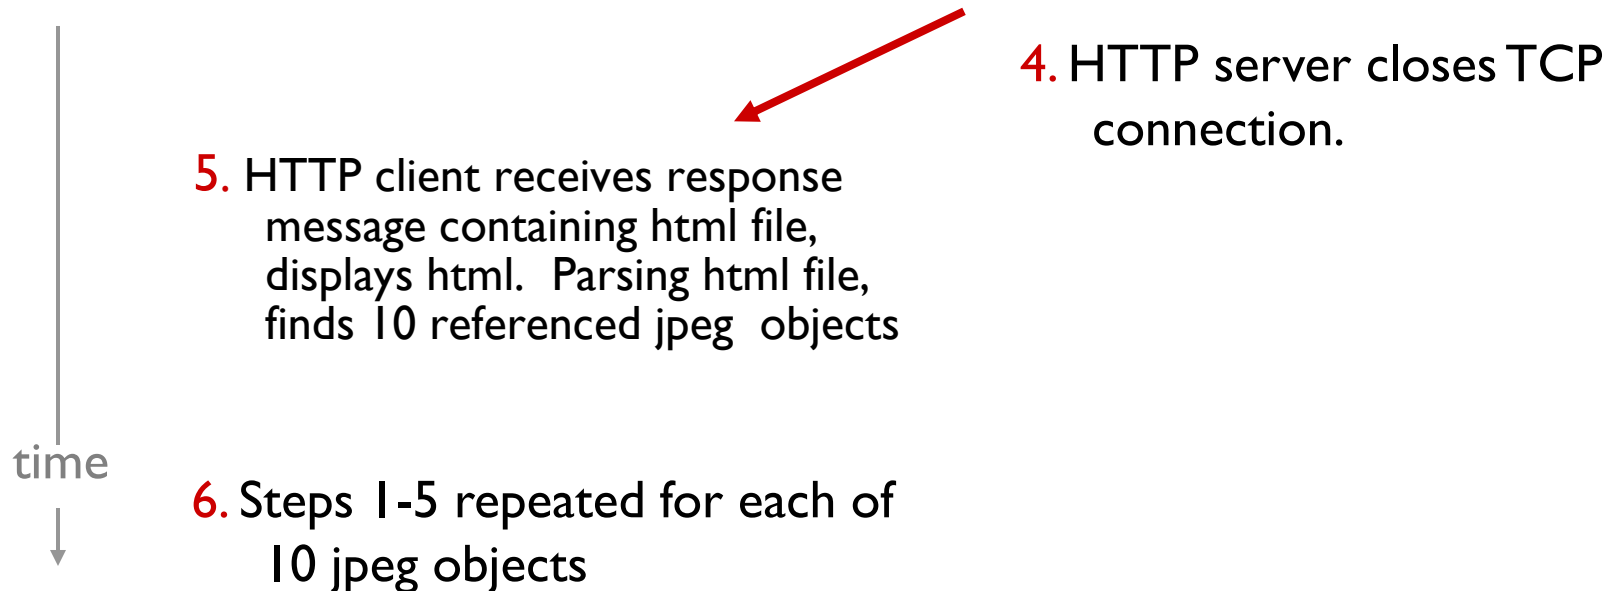 4. HTTP server closes TCP
connection.
5. HTTP client receives response
message containing html file,
displays html.  Parsing html file,
finds 10 referenced jpeg  objects
time
6. Steps 1-5 repeated for each of
10 jpeg objects